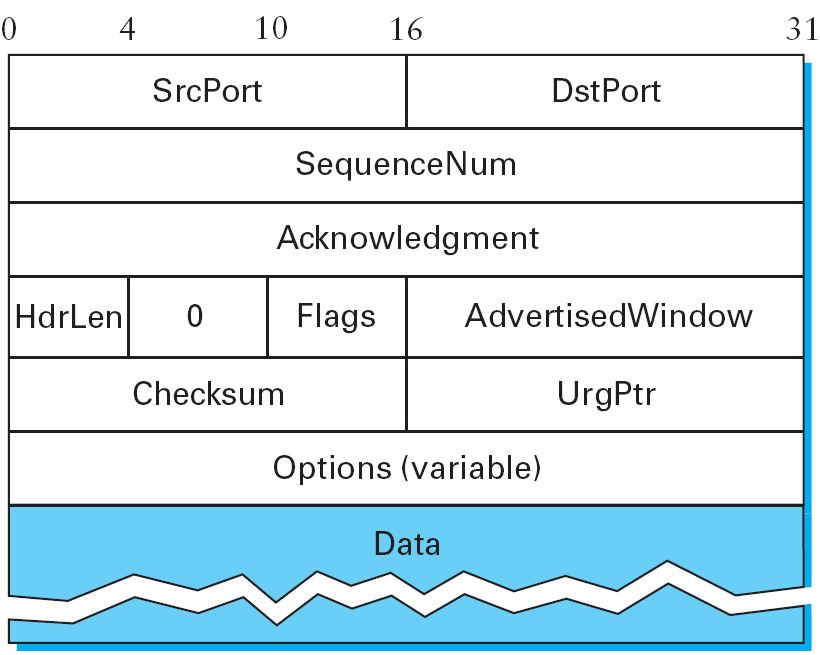 0 4 10 16 31
SrcPort DstPort
SequenceNum
Acknowledgment
HdrLen 0 Flags AdvertisedWindow
Checksum UrgPtr
Options (variable)
Data